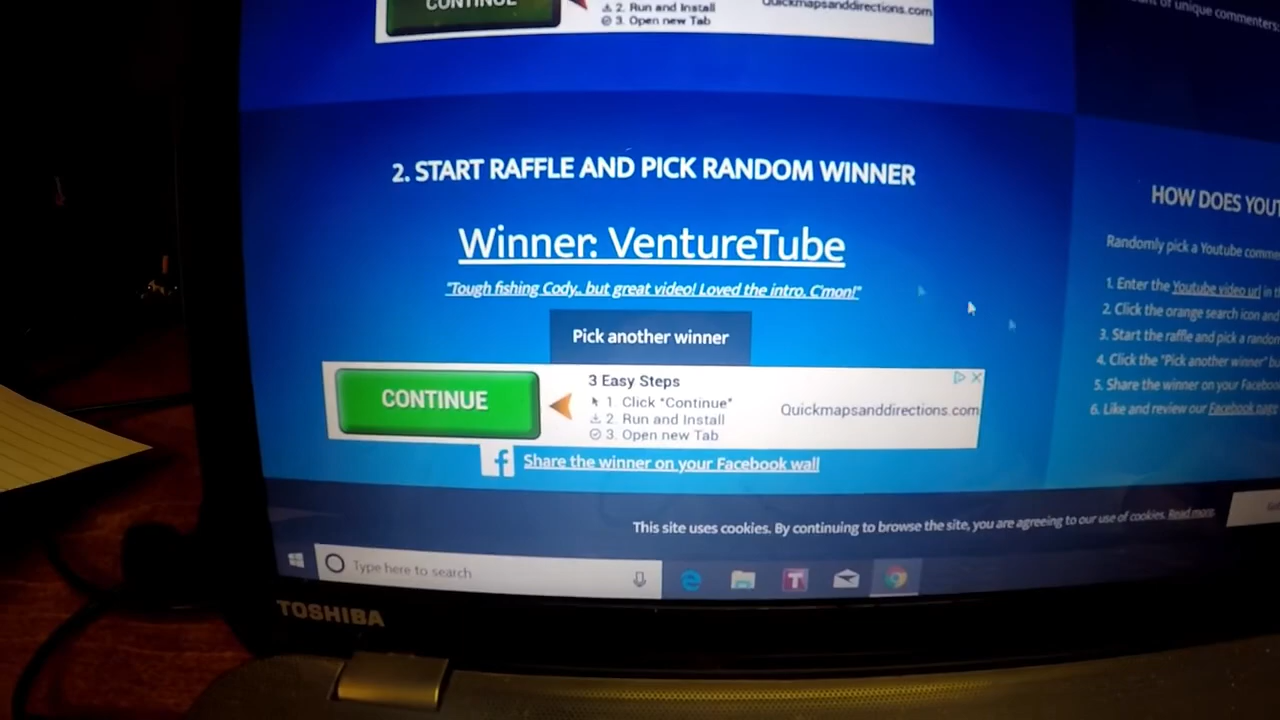 CONTINUE
2. Run and Install
3. Open new Tab
Quickmapsanddirections.com
of unique commenters:
2. START RAFFLE AND PICK RANDOM WINNER
Winner: VentureTube
"Tough fishing Cody.. but great video! Loved the intro. C'mon!"
Pick another winner
CONTINUE
3 Easy Steps
1 Click "Continue"
2. Run and Install
3. Open new Tab
Quickmapsanddirections.com
Share the winner on your Facebook wall
HOW DOES YOU
Randomly pick a Youtube comme
1. Enter the Youtube video url in t
2. Click the orange search icon and
3. Start the raffle and pick a random
4. Click the "Pick another winner" bu
5. Share the winner on your Faceboo
6. Like and review our Facebook page
This site uses cookies. By continuing to browse the site, you are agreeing to our use of cookies. Read more.
Type here to search
TOSHIBA